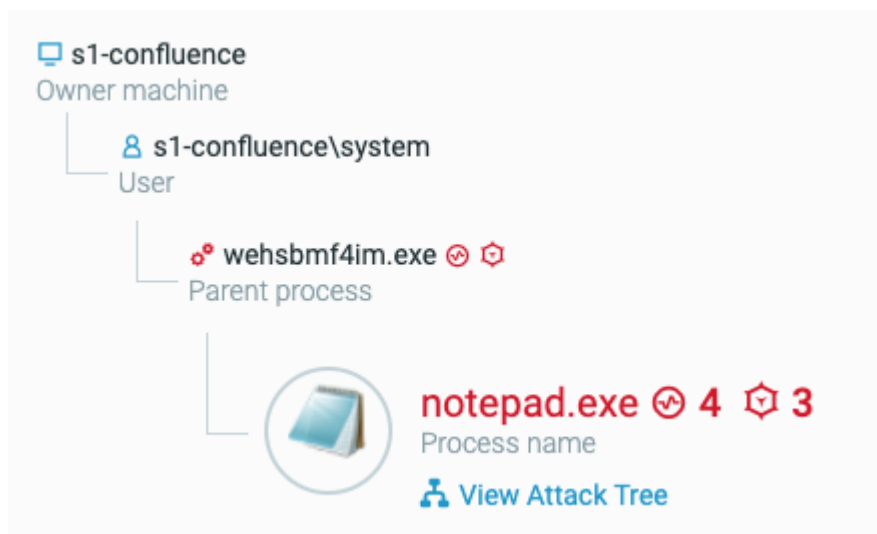 s1-confluence
Owner machine
s1-confluence\system
User
wehsbmf4im.exe
Parent process
notepad.exe 4 3
Process name
View Attack Tree